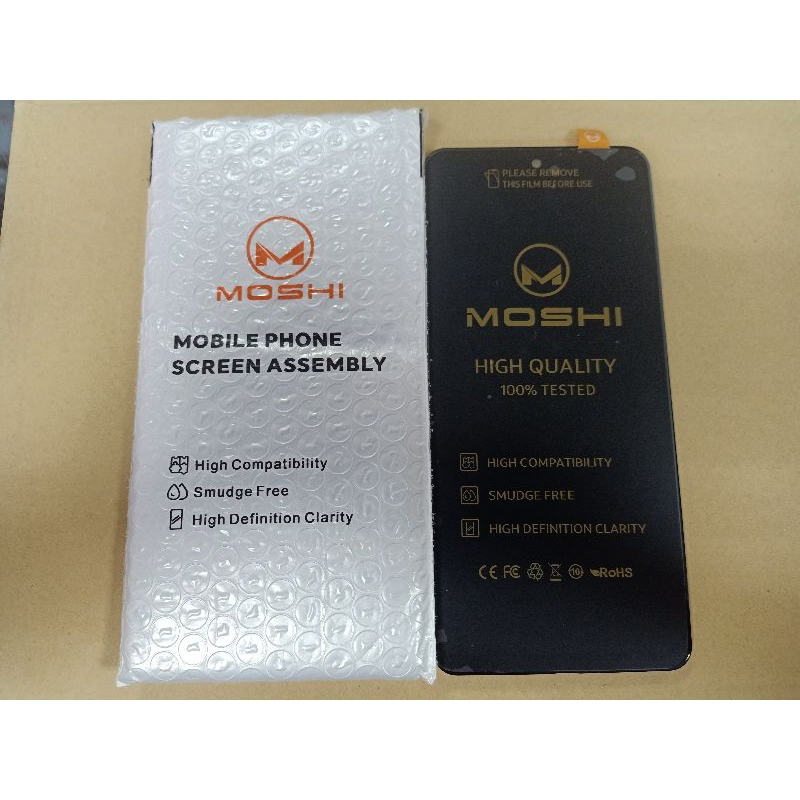 MOSHI
MOBILE PHONE
SCREEN ASSEMBLY
High Compatibility
Smudge Free
High Definition Clarity
PLEASE REMOVE
THIS FILM BEFORE USE
MOSHI
HIGH QUALITY
100% TESTED
HIGH COMPATIBILITY
SMUDGE FREE
HIGH DEFINITION CLARITY
CE FC 10 RoHS